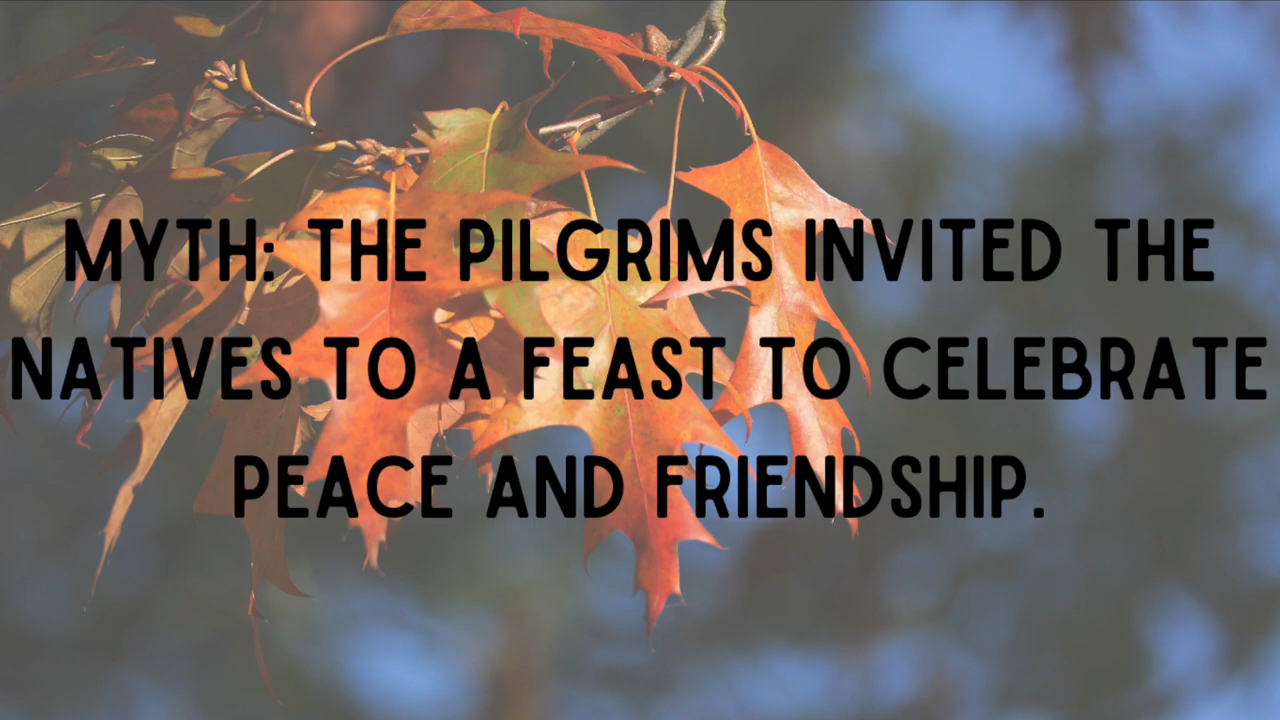 MYTH: THE PILGRIMS INVITED THE
NATIVES TO A FEAST TO CELEBRATE
PEACE AND FRIENDSHIP.